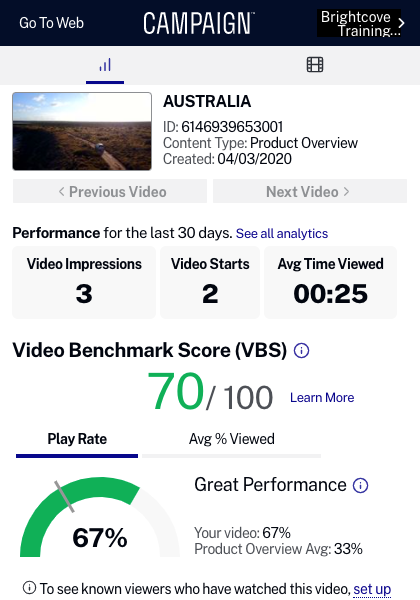 Go To Web
CAMPAIGN
Brightcove
Training...
AUSTRALIA
ID: 6146939653001
Content Type: Product Overview
Created: 04/03/2020
Previous Video
Next Video
Performance for the last 30 days. See all analytics
Video Impressions
3
Video Starts
2
Avg Time Viewed
00:25
Video Benchmark Score (VBS)
70 / 100
Learn More
Play Rate
Avg % Viewed
67%
Great Performance
Your video: 67%
Product Overview Avg: 33%
To see known viewers who have watched this video, set up